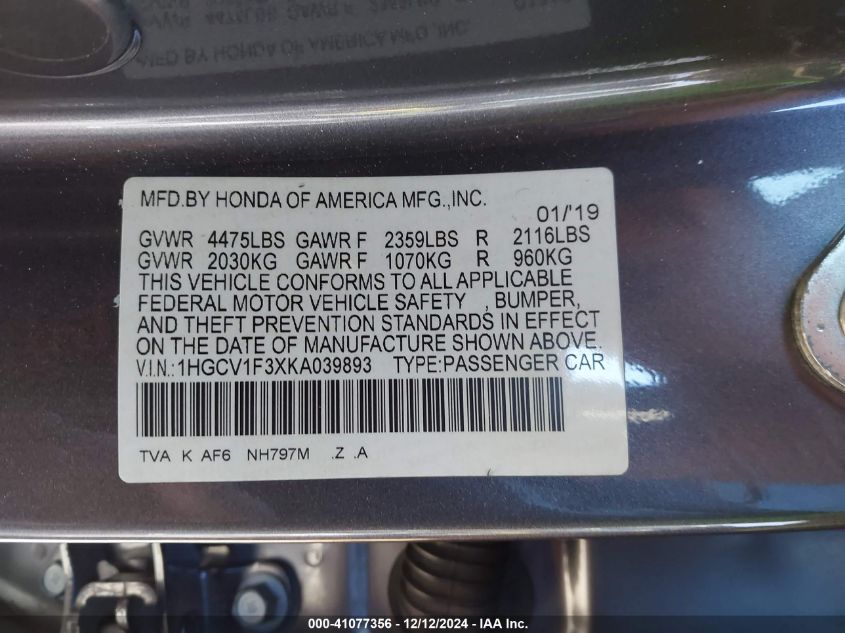 MFD.BY HONDA OF AMERICA MFG.,INC.
01/'19
GVWR 4475LBS GAWR F 2359LBS R 2116LBS
GVWR 2030KG GAWR F 1070KG R 960KG
THIS VEHICLE CONFORMS TO ALL APPLICABLE
FEDERAL MOTOR VEHICLE SAFETY , BUMPER,
AND THEFT PREVENTION STANDARDS IN EFFECT
ON THE DATE OF MANUFACTURE SHOWN ABOVE.
V.I.N.:1HGCV1F3XKA039893 TYPE:PASSENGER CAR
TVA K AF6 NH797M .Z .A
000-41077356 - 12/12/2024 - IAA Inc.